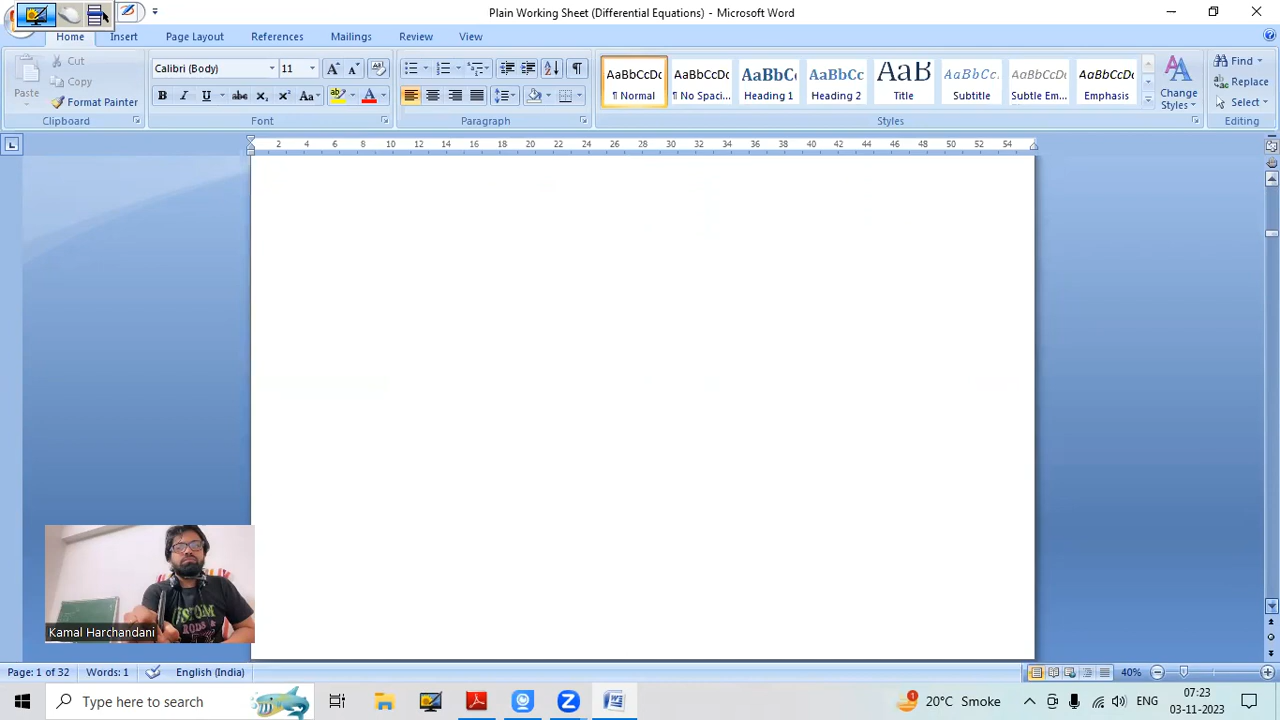 Plain Working Sheet (Differential Equations) - Microsoft Word
Home Insert Page Layout References Mailings Review View
Paste
Cut
Copy
Format Painter
Clipboard
Calibri (Body) 11
Font
Paragraph
AaBbCcDc AaBbCcDc AaBbCc AaBbCc AaB AaBbCc. AaBbCcDc AaBbCcDc
¶ Normal ¶ No Spaci... Heading 1 Heading 2 Title Subtitle Subtle Em... Emphasis
Change Styles
Styles
Find
Replace
Select
Editing
2 4 6 8 10 12 14 16 18 20 22 24 26 28 30 32 34 36 38 40 42 44 46 48 50 52 54
Kamal Harchandani
Page: 1 of 32 Words: 1 English (India) 40%
Type here to search
20°C Smoke ENG
07:23
03-11-2023